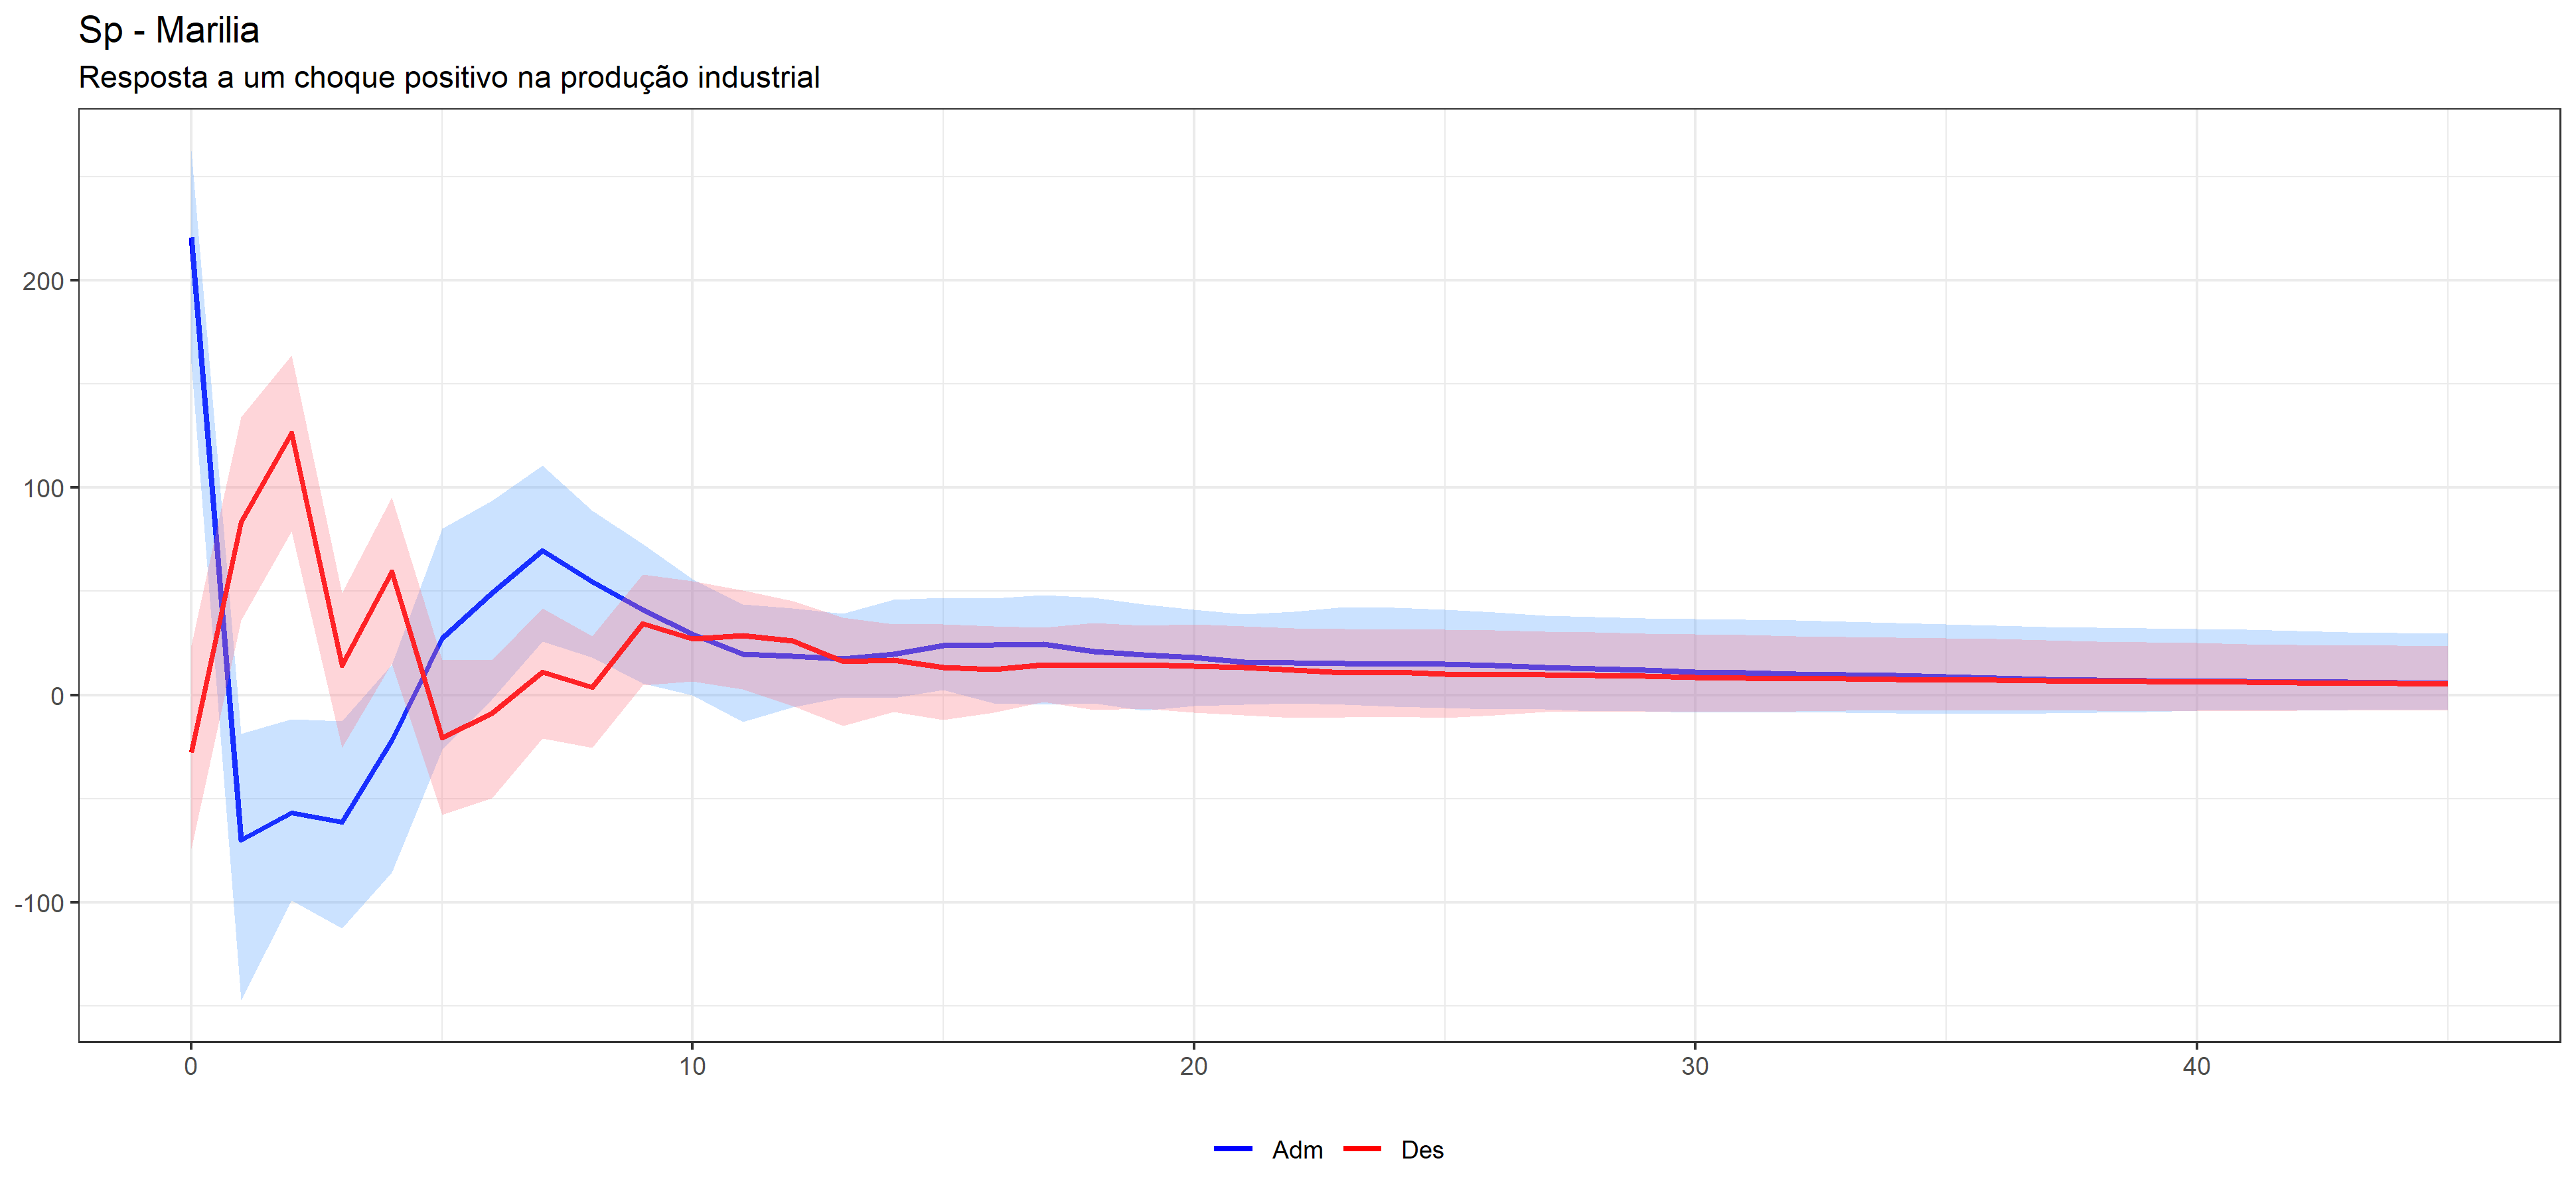 Sp - Marilia
Resposta a um choque positivo na produção industrial
200
100
0
-100
0 10 20 30 40
Adm Des